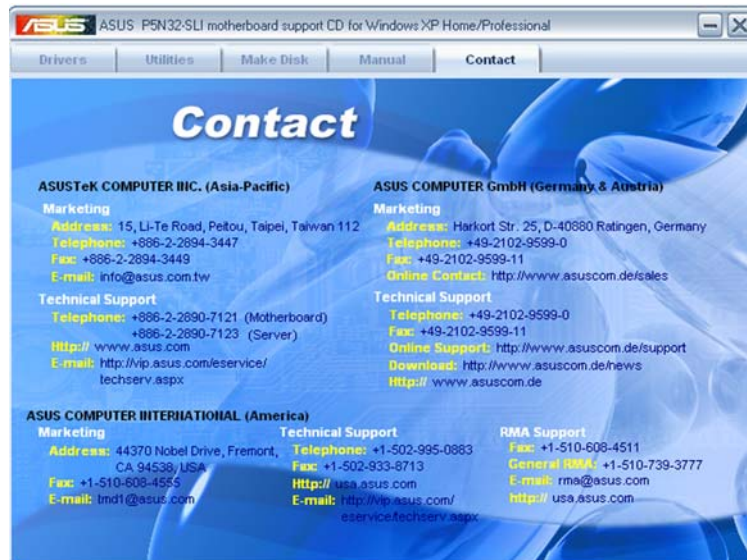 ASUS
ASUS P5N32-SLI motherboard support CD for Windows XP Home/Professional
Drivers
Utilities
Make Disk
Manual
Contact
Contact
ASUSTeK COMPUTER INC. (Asia-Pacific)
Marketing
Address: 15, Li-Te Road, Peitou, Taipei, Taiwan 112
Telephone: +886-2-2894-3447
Fax: +886-2-2894-3449
E-mail: info@asus.com.tw
Technical Support
Telephone: +886-2-2890-7121 (Motherboard)
+886-2-2890-7123 (Server)
Http:// www.asus.com
E-mail: http://vip.asus.com/eservice/
techserv.aspx
ASUS COMPUTER GmbH (Germany & Austria)
Marketing
Address: Harkort Str. 25, D-40880 Ratingen, Germany
Telephone: +49-2102-9599-0
Fax: +49-2102-9599-11
Online Contact: http://www.asuscom.de/sales
Technical Support
Telephone: +49-2102-9599-0
Fax: +49-2102-9599-11
Online Support: http://www.asuscom.de/support
Download: http://www.asuscom.de/news
Http:// www.asuscom.de
ASUS COMPUTER INTERNATIONAL (America)
Marketing
Address: 44370 Nobel Drive, Fremont,
CA 94538, USA
Fax: +1-510-608-4555
E-mail: tmd1@asus.com
Technical Support
Telephone: +1-502-995-0883
Fax: +1-502-933-8713
Http:// usa.asus.com
E-mail: http://vip.asus.com/
eservice/techserv.aspx
RMA Support
Fax: +1-510-608-4511
General RMA: +1-510-739-3777
E-mail: rma@asus.com
http:// usa.asus.com